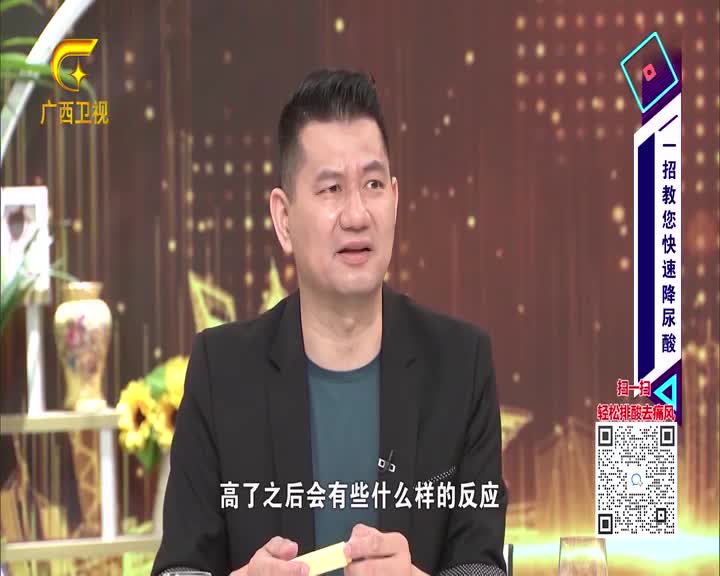 广西卫视
一招教您快速降尿酸
扫一扫
轻松排酸去痛风
高了之后会有些什么样的反应